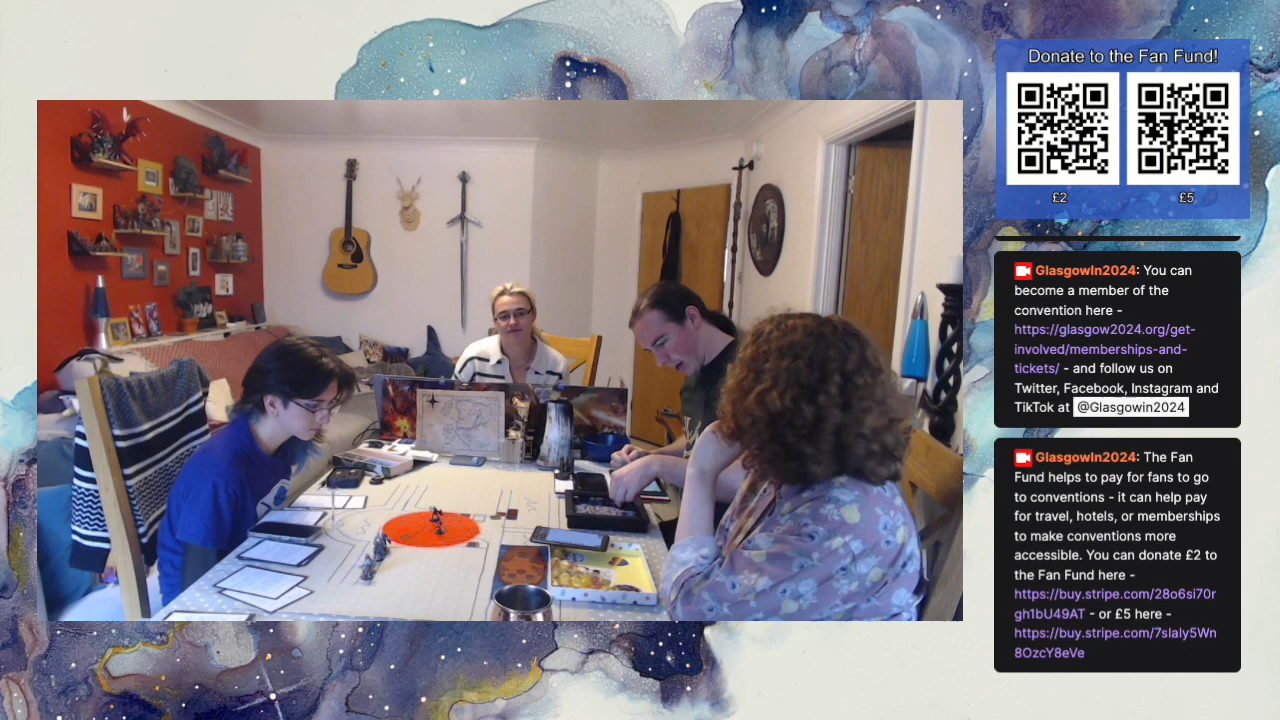 Donate to the Fan Fund!
£2
£5
GlasgowIn2024: You can
become a member of the
convention here -
https://glasgow2024.org/get-
involved/memberships-and-
tickets/ - and follow us on
Twitter, Facebook, Instagram and
TikTok at @Glasgowin2024
GlasgowIn2024: The Fan
Fund helps to pay for fans to go
to conventions - it can help pay
for travel, hotels, or memberships
to make conventions more
accessible. You can donate £2 to
the Fan Fund here -
https://buy.stripe.com/28o6si70r
gh1bU49AT - or £5 here -
https://buy.stripe.com/7sIaIy5Wn
8OzcY8eVe